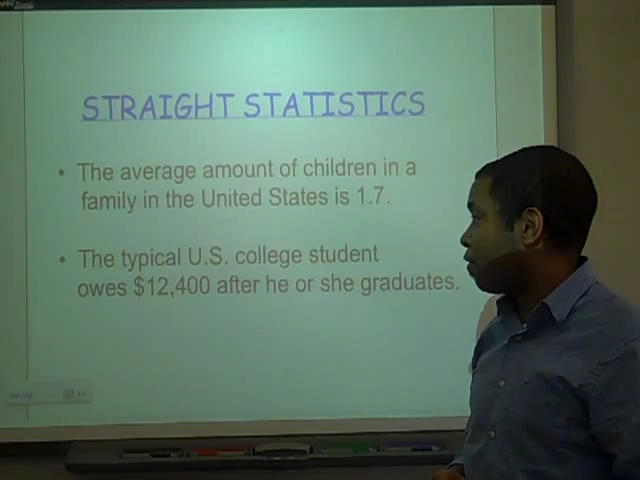 STRAIGHT STATISTICS
• The average amount of children in a
family in the United States is 1.7.
• The typical U.S. college student
owes $12,400 after he or she graduates.